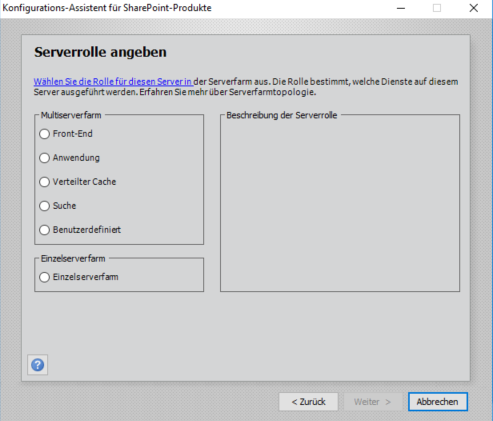 Konfigurations-Assistent für SharePoint-Produkte
Serverrolle angeben
Wählen Sie die Rolle für diesen Server in der Serverfarm aus. Die Rolle bestimmt, welche Dienste auf diesem
Server ausgeführt werden. Erfahren Sie mehr über Serverfarmtopologie.
Multiserverfarm
Front-End
Anwendung
Verteilter Cache
Suche
Benutzerdefiniert
Einzelserverfarm
Einzelserverfarm
Beschreibung der Serverrolle
?
< Zurück
Weiter >
Abbrechen